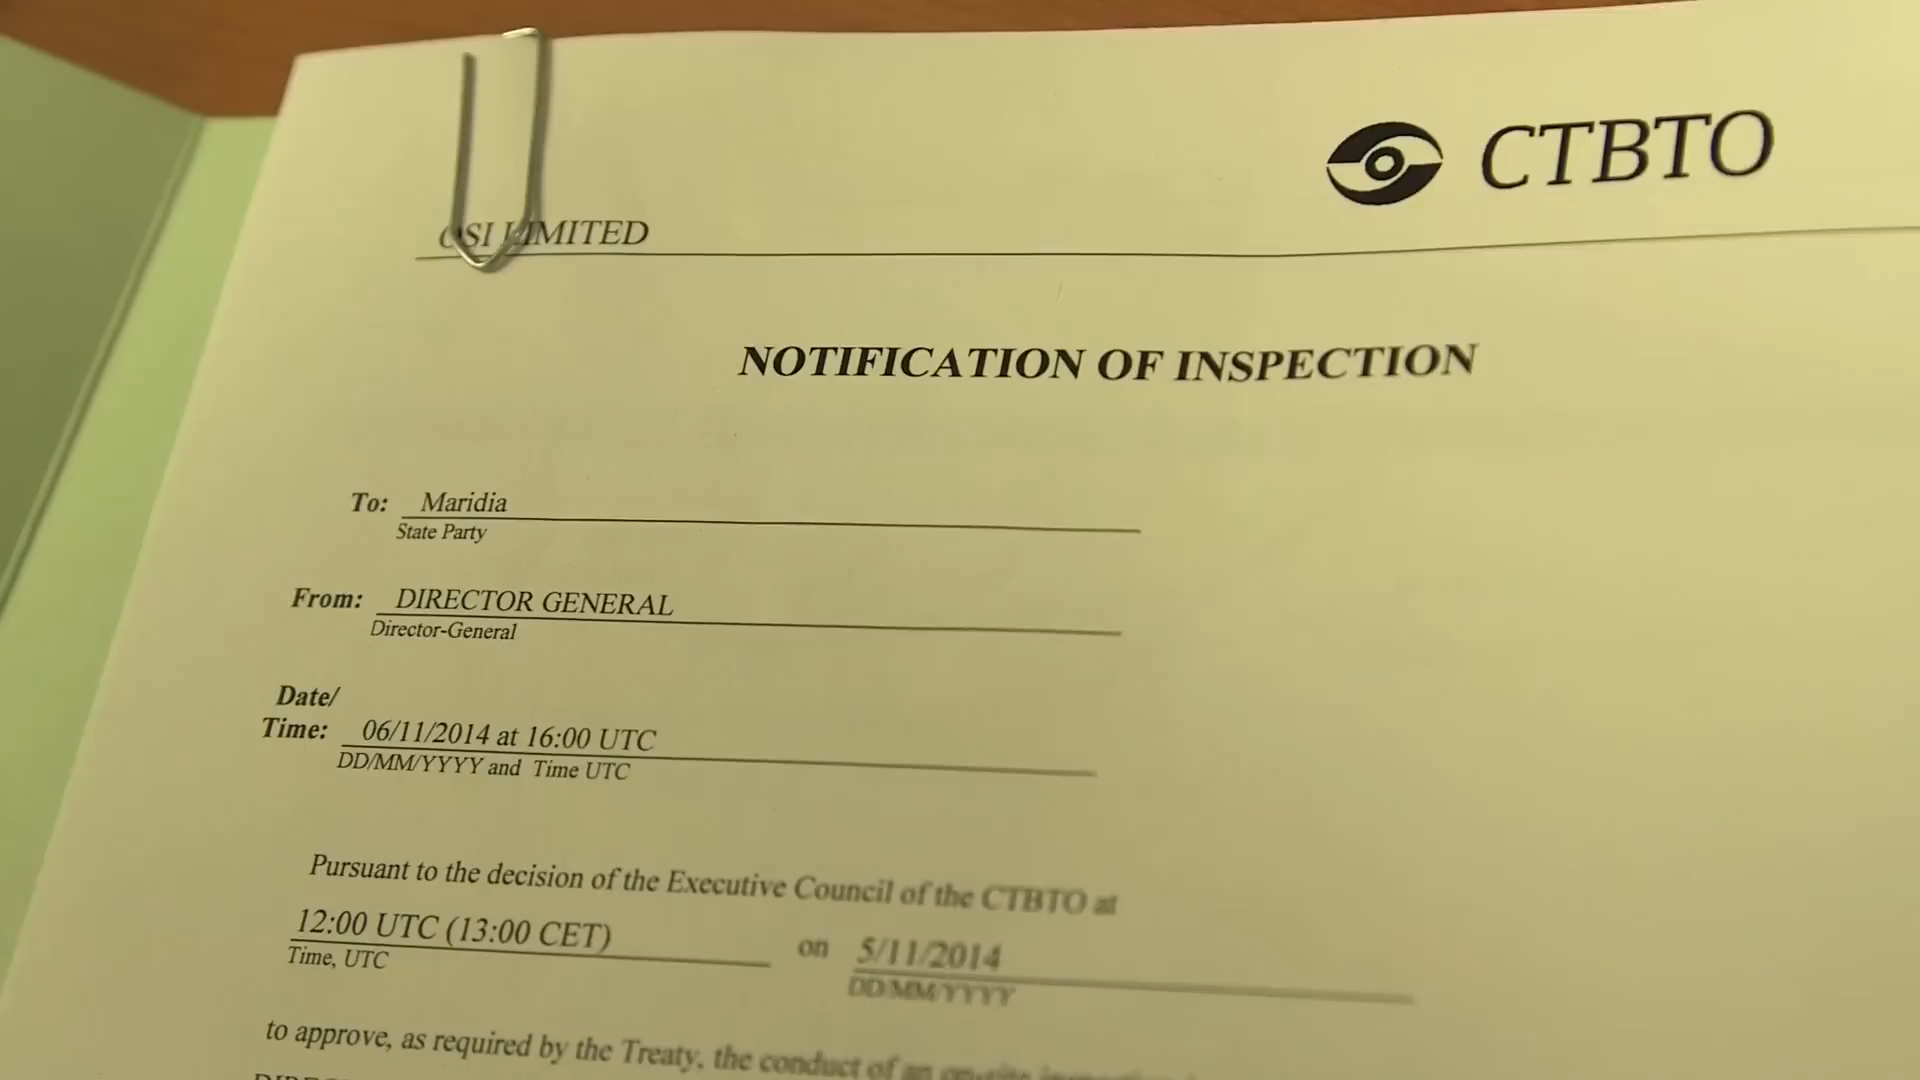 CTBTO
OSI LIMITED
NOTIFICATION OF INSPECTION
To: Maridia
State Party
From: DIRECTOR GENERAL
Director-General
Date/
Time: 06/11/2014 at 16:00 UTC
DD/MM/YYYY and Time UTC
Pursuant to the decision of the Executive Council of the CTBTO at
12:00 UTC (13:00 CET) on 5/11/2014
Time, UTC DD/MM/YYYY
to approve, as required by the Treaty, the conduct of an on-site